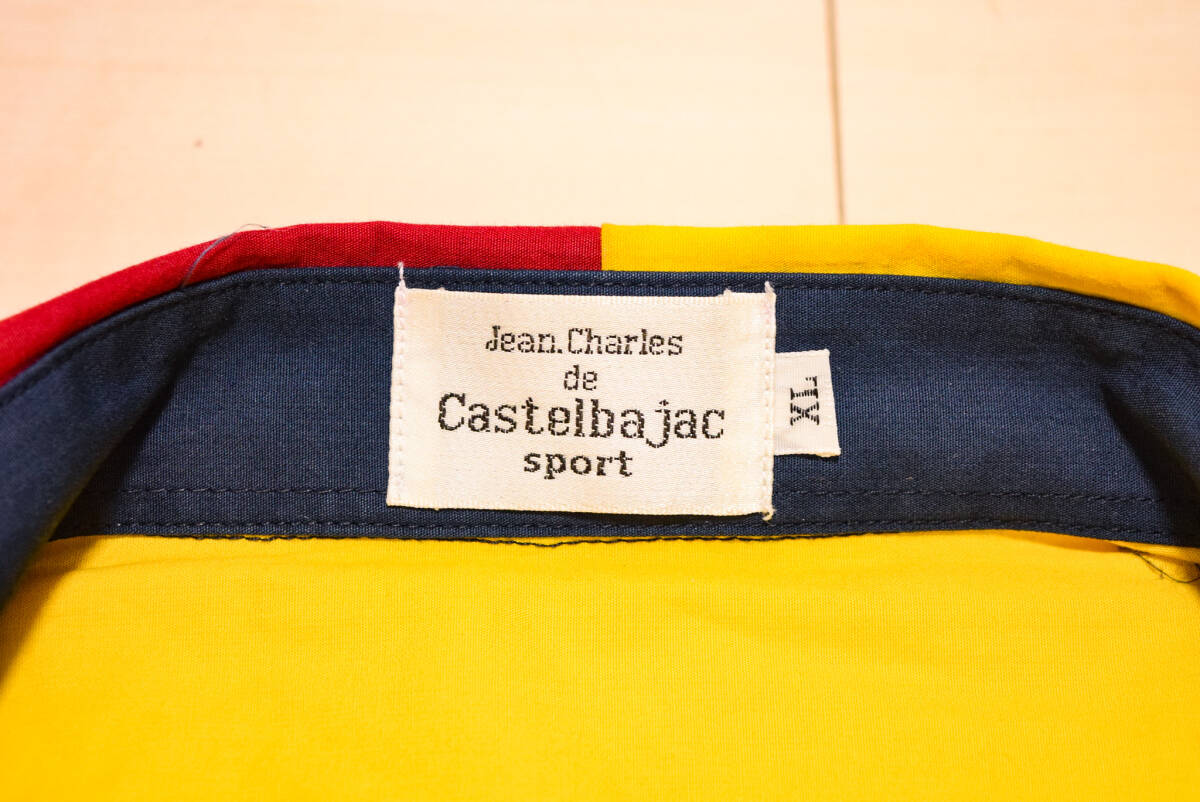 Jean.Charles
de
Castelbajac
sport
XL